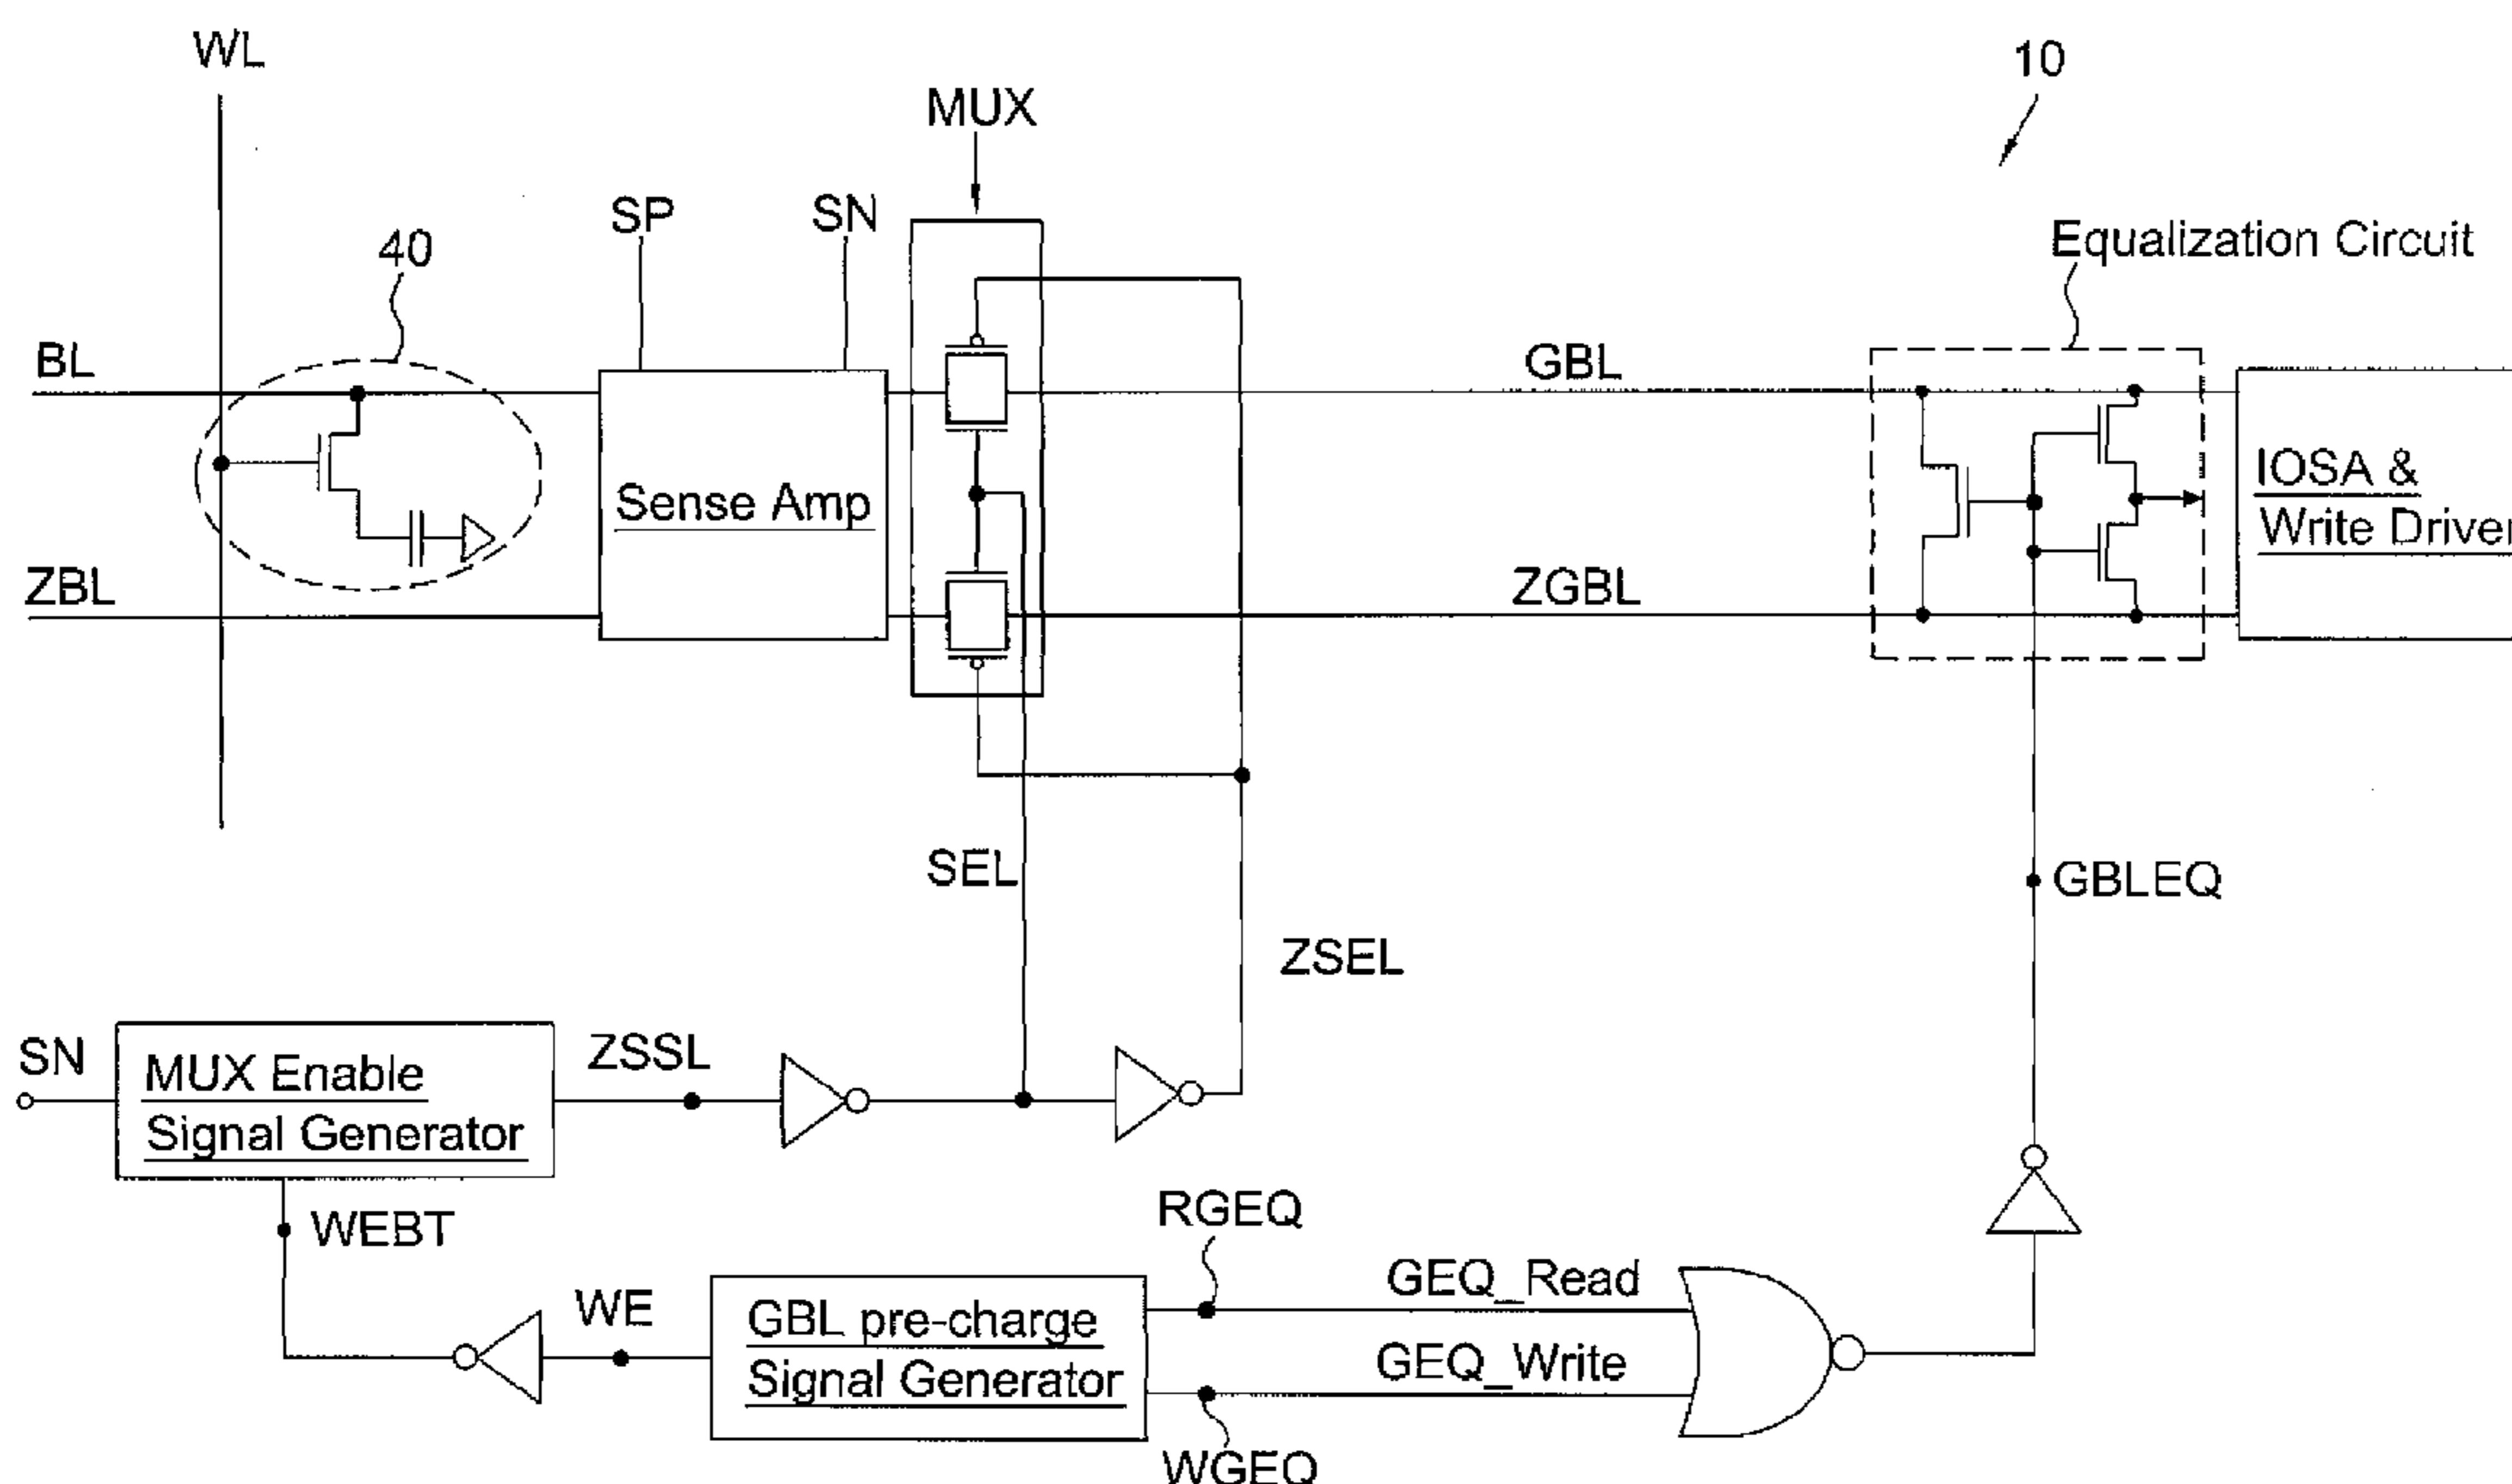 WL
10
MUX
SP
SN
40
Equalization Circuit
BL
GBL
Sense Amp
IOSA &
Write Driver
ZBL
ZGBL
SEL
GBLEQ
ZSEL
SN
MUX Enable
Signal Generator
ZSSL
WEBT
RGEQ
WE
GBL pre-charge
Signal Generator
GEQ_Read
GEQ_Write
WGEQ